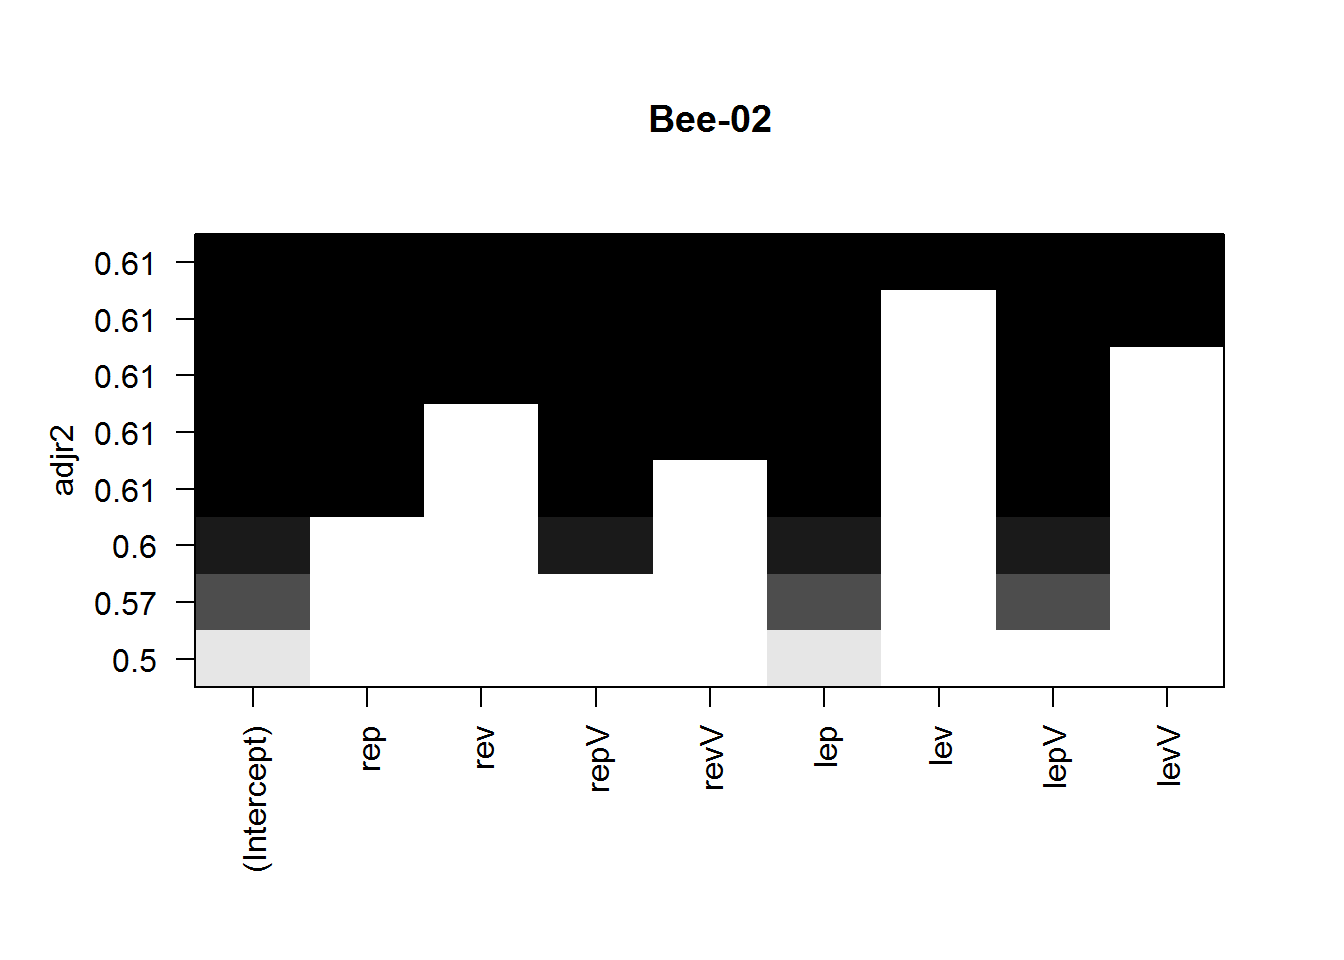 Bee-02
adjr2
0.61
0.61
0.61
0.61
0.61
0.6
0.57
0.5
(Intercept)
rep
rev
repV
revV
lep
lev
lepV
levV